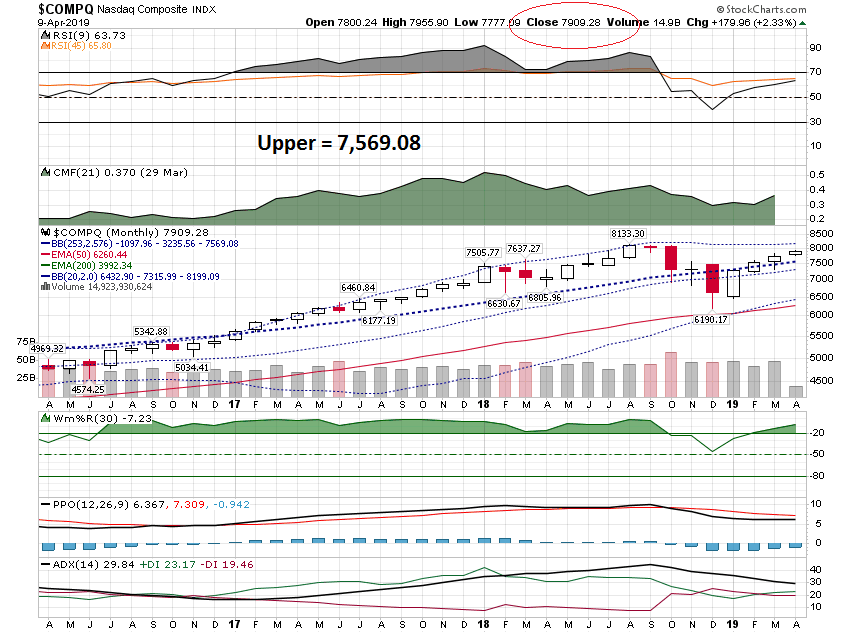 $COMPQ Nasdaq Composite INDX
© StockCharts.com
9-Apr-2019
Open 7800.24 High 7955.90 Low 7777.09 Close 7909.28 Volume 14.9B Chg +179.96 (+2.33%)
RSI(9) 63.73
RSI(45) 65.80
90
70
50
30
10
Upper = 7,569.08
CMF(21) 0.370 (29 Mar)
0.5
0.4
0.3
0.2
$COMPQ (Monthly) 7909.28
BB(253,2.576) -1097.96 - 3235.56 - 7569.08
EMA(50) 6260.44
EMA(200) 3992.34
BB(20,2.0) 6432.90 - 7315.99 - 8199.09
Volume 14,923,930,624
8500
8000
7500
7000
6500
6000
5500
5000
4500
75B
50B
25B
4969.32
4574.25
5342.88
5034.41
6460.84
6177.19
7505.77
7637.27
6630.67
6805.96
8133.30
6190.17
A M J J A S O N D 17 F M A M J J A S O N D 18 F M A M J J A S O N D 19 F M A
Wm%R(30) -7.23
-20
-50
-80
PPO(12,26,9) 6.367, 7.309, -0.942
10
5
0
ADX(14) 29.84 +DI 23.17 -DI 19.46
40
30
20
10
A M J J A S O N D 17 F M A M J J A S O N D 18 F M A M J J A S O N D 19 F M A